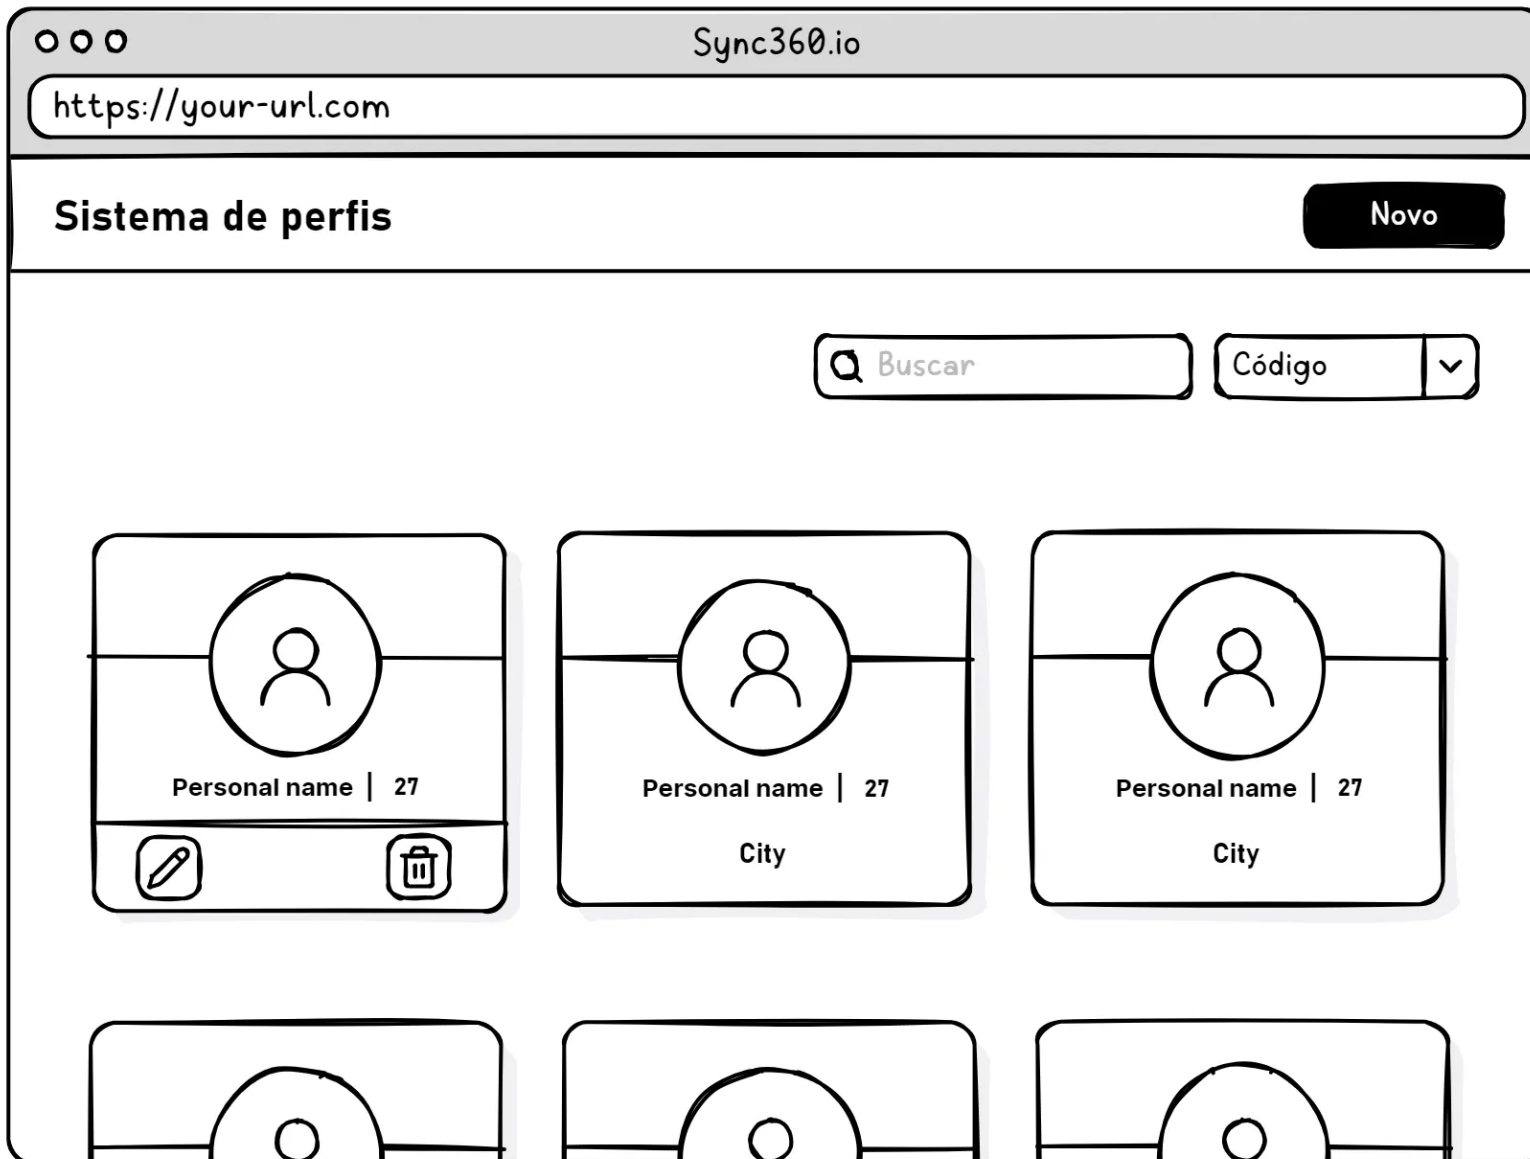 Sync360.io
https://your-url.com
Sistema de perfis
Novo
Buscar
Código
Personal name | 27
Personal name | 27
City
Personal name | 27
City